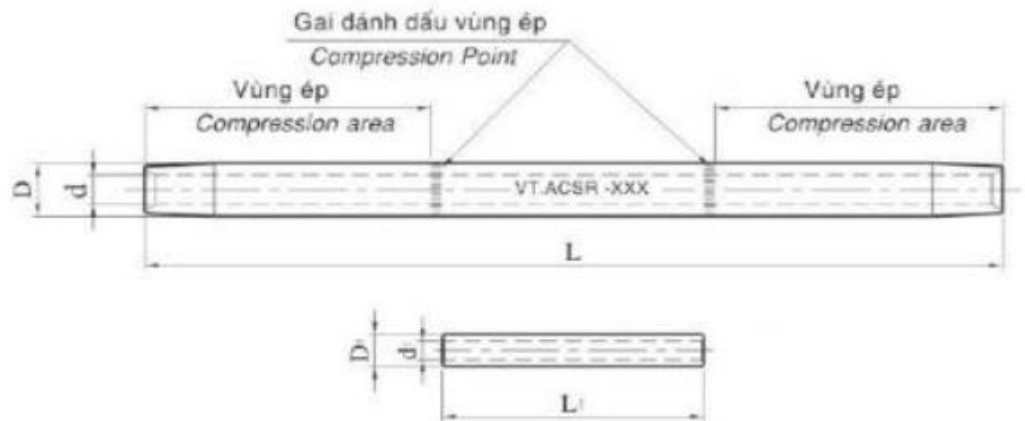 Gai đánh dấu vùng ép
Compression Point
Vùng ép
Compression area
Vùng ép
Compression area
D
d
VT.ACSR -XXX
L
D
d
L